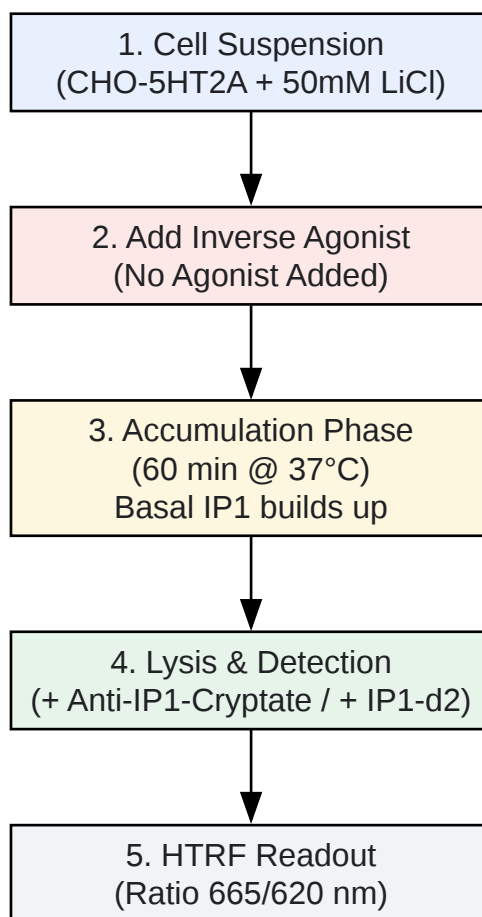 1. Cell Suspension
(CHO-5HT2A + 50mM LiCl)
2. Add Inverse Agonist
(No Agonist Added)
3. Accumulation Phase
(60 min @ 37°C)
Basal IP1 builds up
4. Lysis & Detection
(+ Anti-IP1-Cryptate / + IP1-d2)
5. HTRF Readout
(Ratio 665/620 nm)